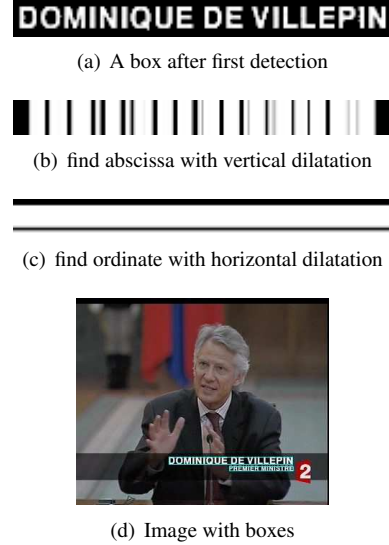 DOMINIQUE DE VILLEPIN
(a) A box after first detection
(b) find abscissa with vertical dilatation
(c) find ordinate with horizontal dilatation
DOMINIQUE DE VILLEPIN
PREMIER MINISTRE
2
(d) Image with boxes